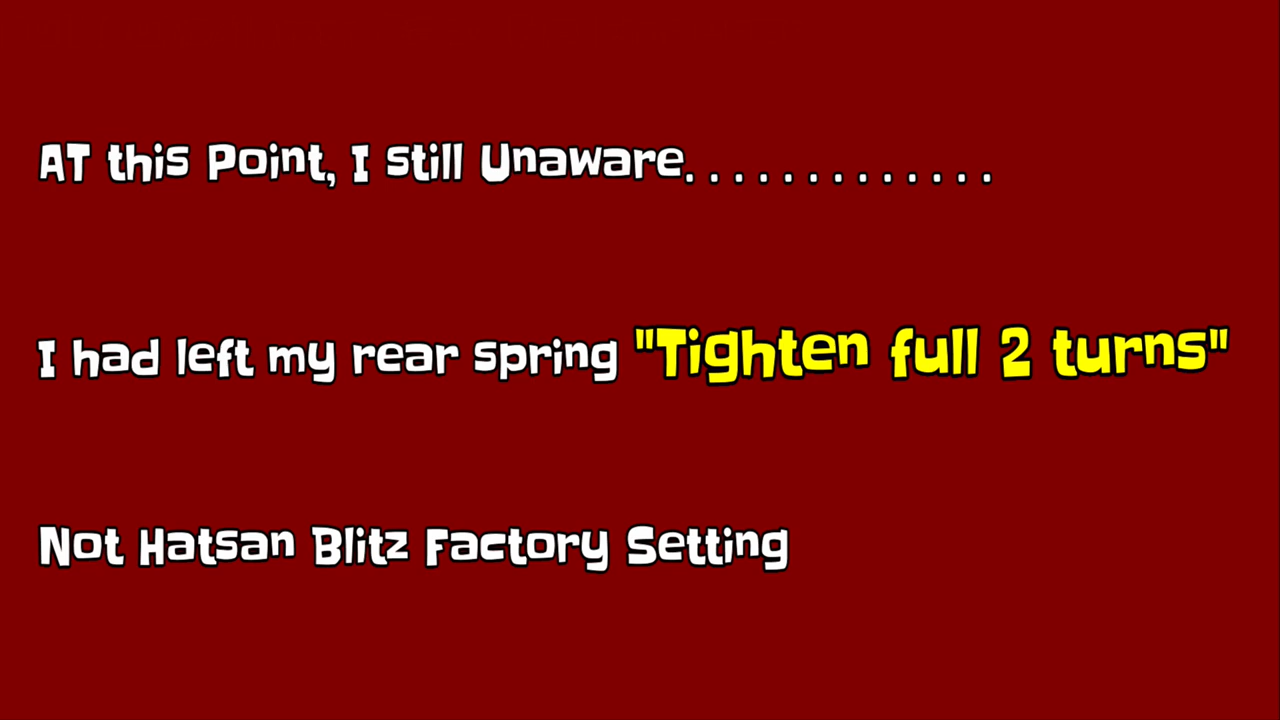 AT this Point, I still Unaware.............
I had left my rear spring "Tighten full 2 turns"
Not Hatsan Blitz Factory Setting